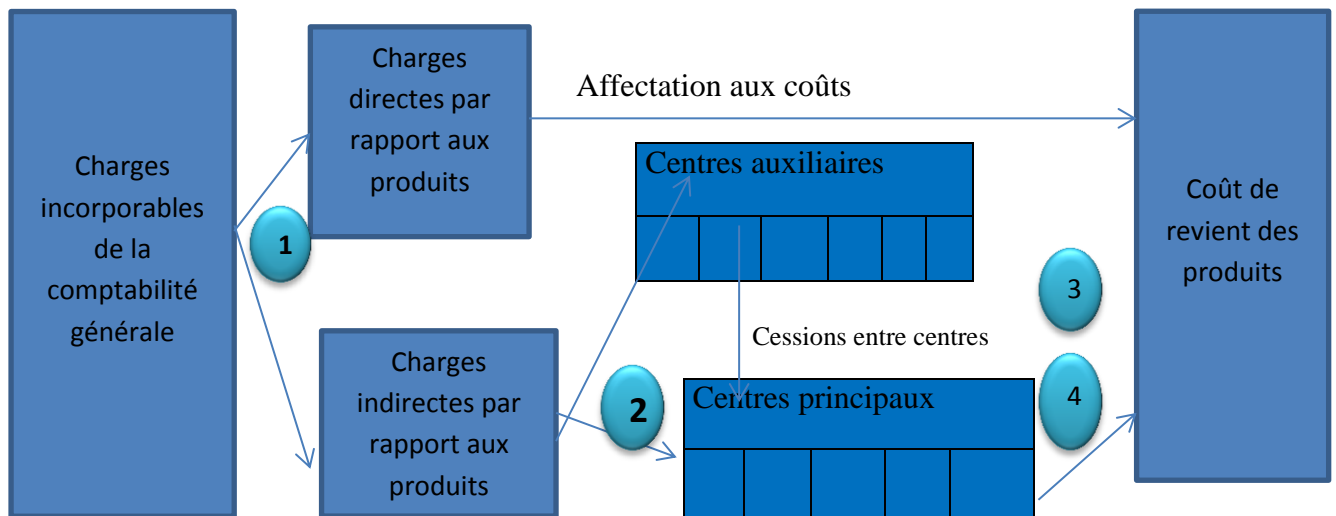 Charges
incorporables
de la
comptabilité
générale
1
Charges
directes par
rapport aux
produits
Affectation aux coûts
Centres auxiliaires
Cessions entre centres
Charges
indirectes par
rapport aux
produits
2
Centres principaux
3
4
Coût de
revient des
produits